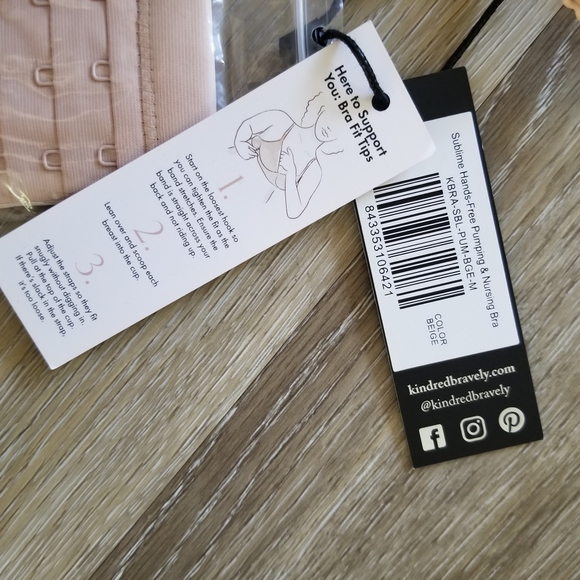 Here to Support
You: Bra Fit Tips
1.
Start on the loosest hook so
you can tighten the fit as the
band stretches. Ensure the
band is straight across your
back and not riding up.
2.
Lean over and scoop each
breast into the cup.
3.
Adjust the straps so they fit
snugly without digging in.
Pull at the top of the cup.
If there's slack in the strap,
it's too loose.
Sublime Hands-Free Pumping & Nursing Bra
KBRA-SBL-PUM-BGE-M
843353106421
COLOR
BEIGE
kindredbravely.com
@kindredbravely